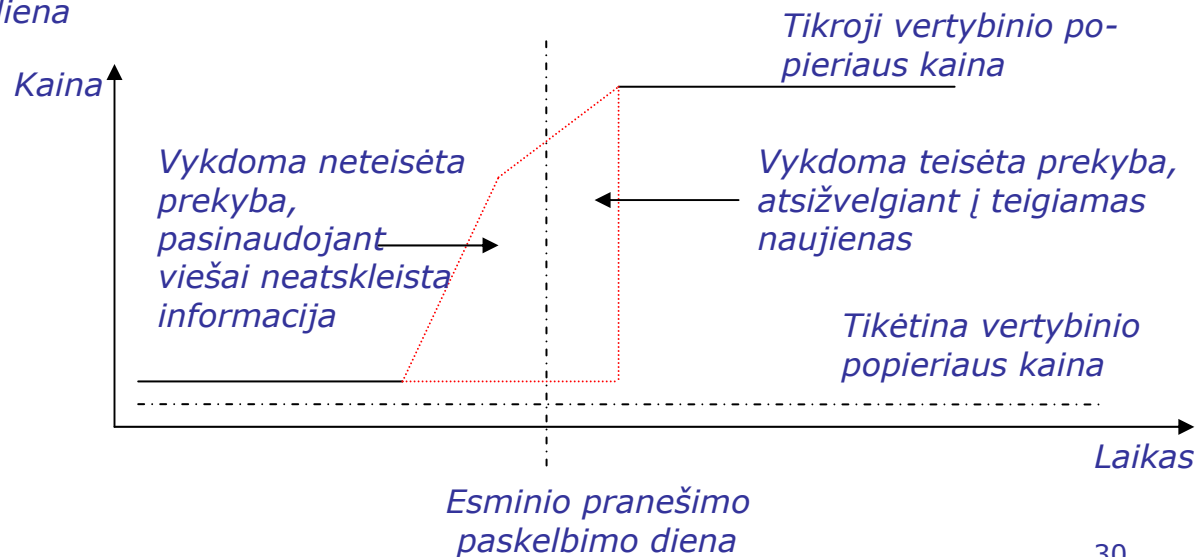 diena
Tikroji vertybinio po-
pieriaus kaina
Kaina
Vykdoma neteisėta
prekyba,
pasinaudojant
viešai neatskleista
informacija
Vykdoma teisėta prekyba,
atsižvelgiant į teigiamas
naujienas
Tikėtina vertybinio
popieriaus kaina
Laikas
Esminio pranešimo
paskelbimo diena
30